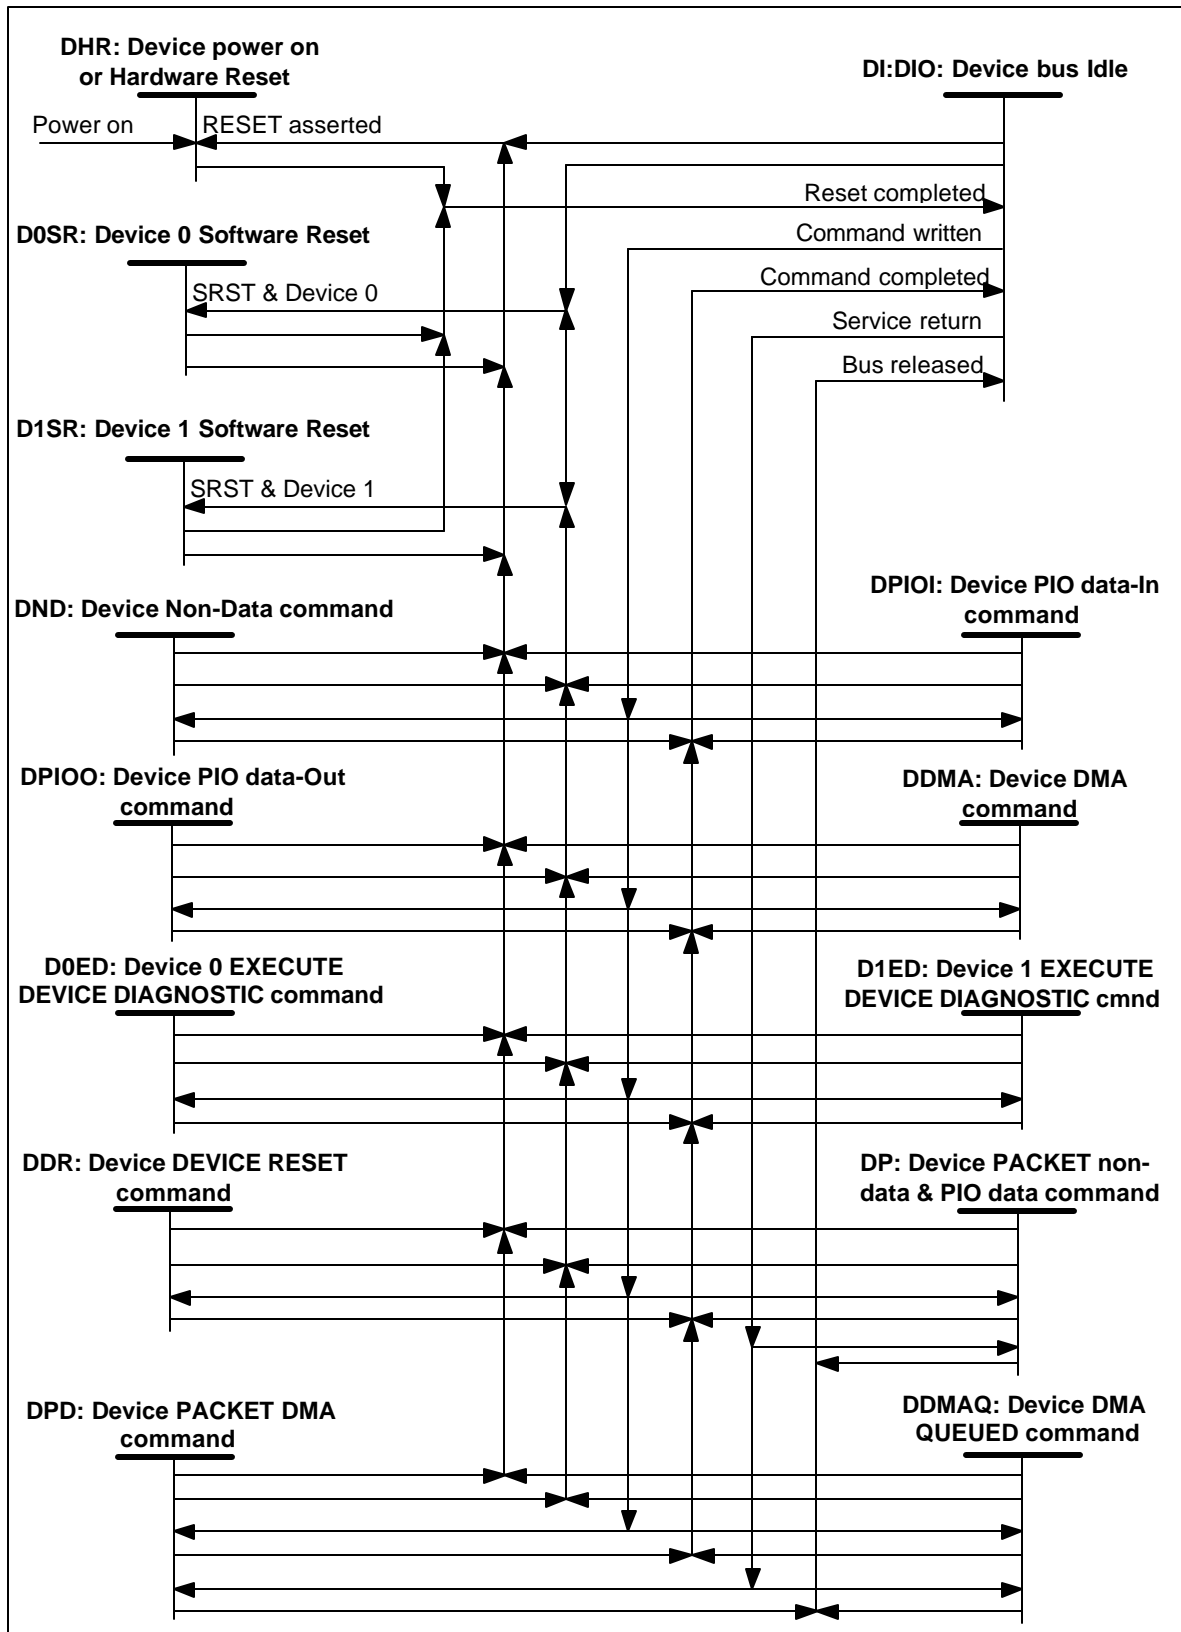 DHR: Device power on
or Hardware Reset
DI:DIO: Device bus Idle
Power on
RESET asserted
Reset completed
D0SR: Device 0 Software Reset
Command written
SRST & Device 0
Command completed
Service return
Bus released
D1SR: Device 1 Software Reset
SRST & Device 1
DND: Device Non-Data command
DPIOI: Device PIO data-In
command
DPIOO: Device PIO data-Out
command
DDMA: Device DMA
command
D0ED: Device 0 EXECUTE
DEVICE DIAGNOSTIC command
D1ED: Device 1 EXECUTE
DEVICE DIAGNOSTIC cmnd
DDR: Device DEVICE RESET
command
DP: Device PACKET non-
data & PIO data command
DPD: Device PACKET DMA
command
DDMAQ: Device DMA
QUEUED command